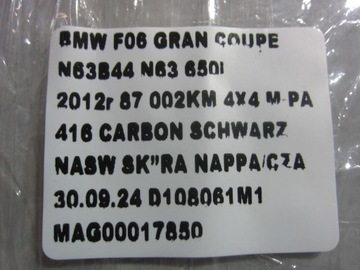 BMW F06 GRAN COUPE
N63B44 N63 650I
2012r 87 002KM 4X4 M-PA
416 CARBON SCHWARZ
NASW SK"RA NAPPA/CZA
30.09.24 D108061M1
MAG00017850